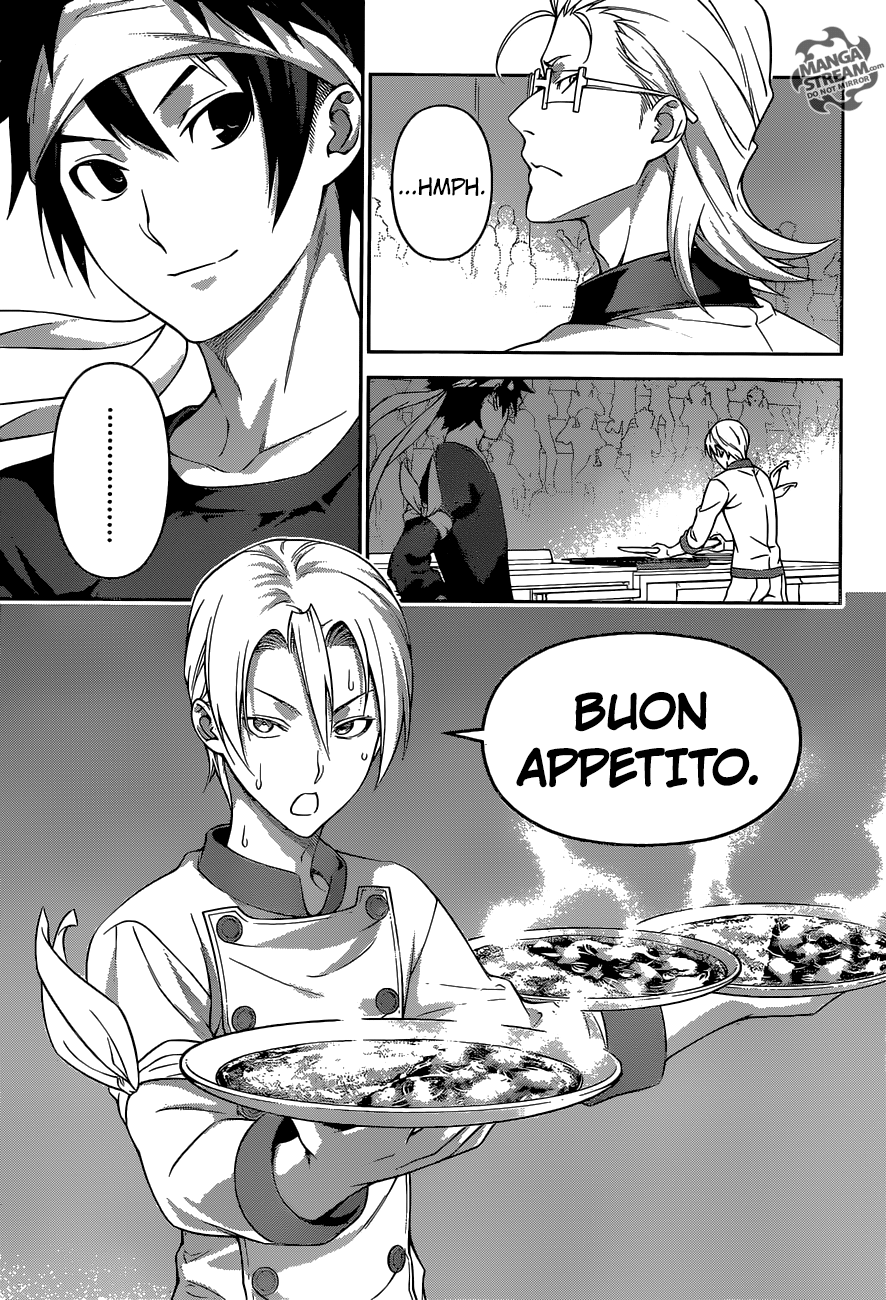 MANGA
STREAM.com
DO NOT MIRROR
...HMPH.
............
BUON
APPETITO.